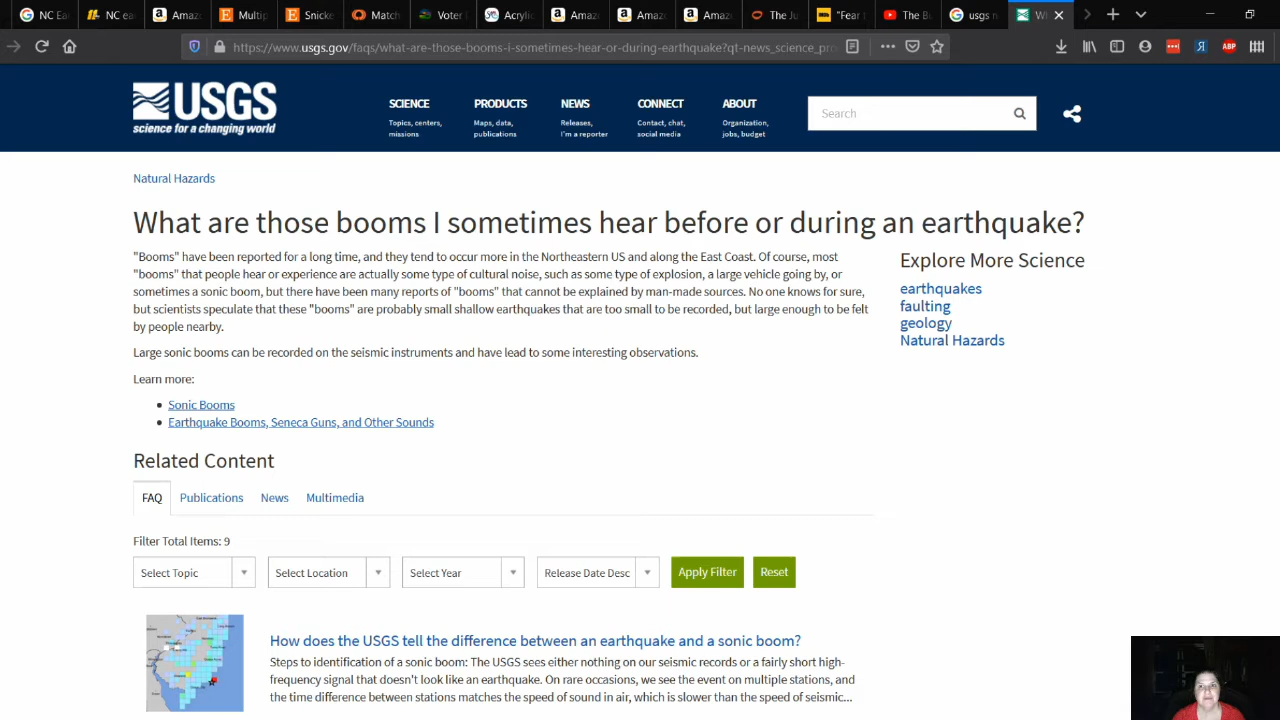 NC Ea
NC ea
Amaz
Multip
Snicke
Match
Voter
Acrylic
Amaz
Amaz
Amaz
The Ju
"Fear
The B
usgs n
https://www.usgs.gov/faqs/what-are-those-booms-i-sometimes-hear-or-during-earthquake?qt-news_science_pro
ABP
USGS
science for a changing world
SCIENCE
Topics, centers,
missions
PRODUCTS
Maps, data,
publications
NEWS
Releases,
I'm a reporter
CONNECT
Contact, chat,
social media
ABOUT
Organization,
jobs, budget
Search
Natural Hazards
What are those booms I sometimes hear before or during an earthquake?
"Booms" have been reported for a long time, and they tend to occur more in the Northeastern US and along the East Coast. Of course, most
"booms" that people hear or experience are actually some type of cultural noise, such as some type of explosion, a large vehicle going by, or
sometimes a sonic boom, but there have been many reports of "booms" that cannot be explained by man-made sources. No one knows for sure,
but scientists speculate that these "booms" are probably small shallow earthquakes that are too small to be recorded, but large enough to be felt
by people nearby.
Large sonic booms can be recorded on the seismic instruments and have lead to some interesting observations.
Learn more:
Sonic Booms
Earthquake Booms, Seneca Guns, and Other Sounds
Explore More Science
earthquakes
faulting
geology
Natural Hazards
Related Content
FAQ Publications News Multimedia
Filter Total Items: 9
Select Topic Select Location Select Year Release Date Desc Apply Filter Reset
How does the USGS tell the difference between an earthquake and a sonic boom?
Steps to identification of a sonic boom: The USGS sees either nothing on our seismic records or a fairly short high-
frequency signal that doesn't look like an earthquake. On rare occasions, we see the event on multiple stations, and
the time difference between stations matches the speed of sound in air, which is slower than the speed of seismic...